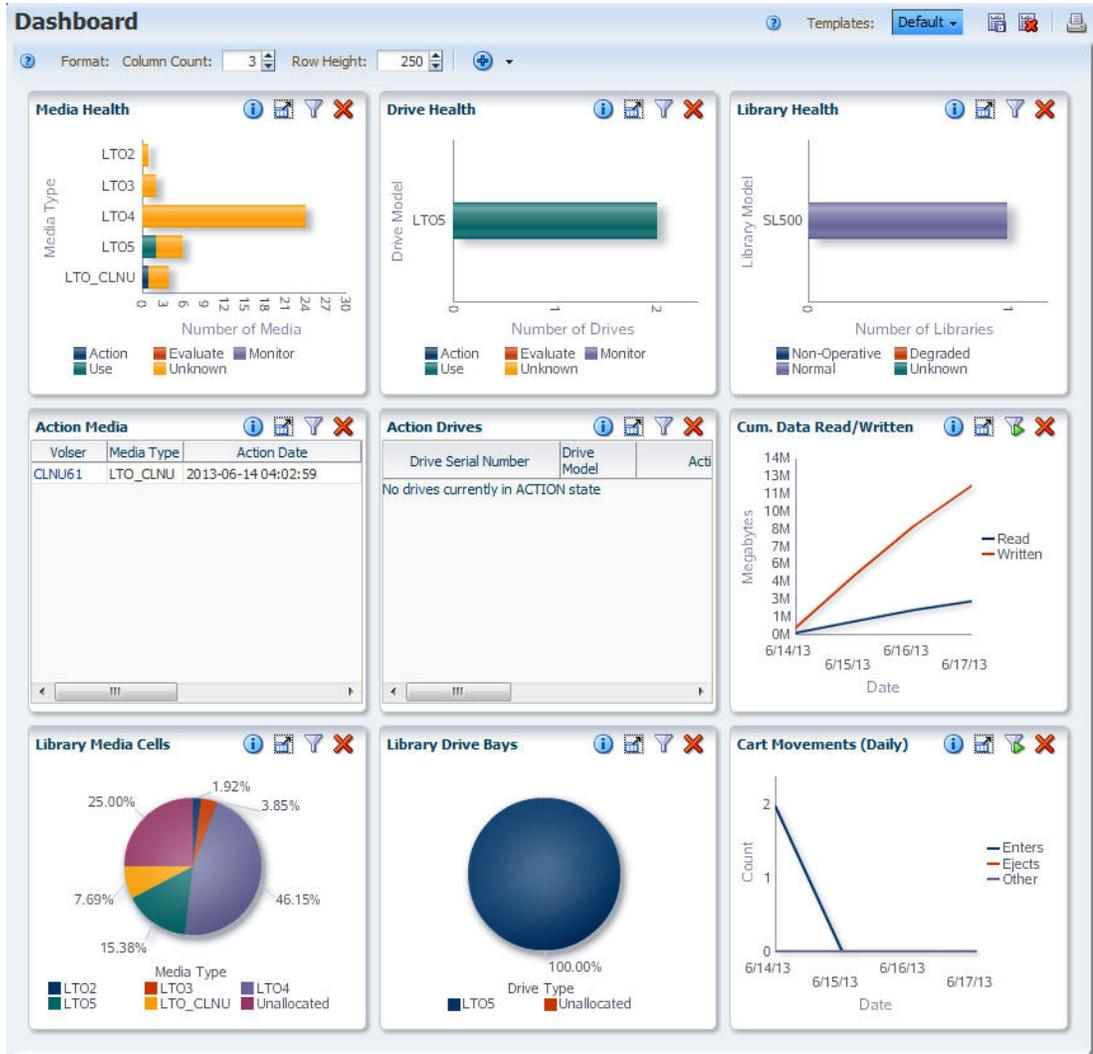 Dashboard
Templates: Default
Format: Column Count: 3 Row Height: 250
Media Health
LTO2
LTO3
LTO4
LTO5
LTO_CLNU
Media Type
0 3 6 9 12 15 18 21 24 27 30
Number of Media
Action Evaluate Monitor
Use Unknown
Drive Health
Drive Model
LTO5
0 1 2
Number of Drives
Action Evaluate Monitor
Use Unknown
Library Health
Library Model
SL500
0 1
Number of Libraries
Non-Operative Degraded
Normal Unknown
Action Media
Volser Media Type Action Date
CLNU61 LTO_CLNU 2013-06-14 04:02:59
Action Drives
Drive Serial Number Drive Model Acti
No drives currently in ACTION state
Cum. Data Read/Written
14M
13M
11M
10M
8M
7M
6M
4M
3M
1M
0M
Megabytes
6/14/13 6/15/13 6/16/13 6/17/13
Date
Read
Written
Library Media Cells
1.92%
3.85%
46.15%
15.38%
7.69%
25.00%
Media Type
LTO2 LTO3 LTO4
LTO5 LTO_CLNU Unallocated
Library Drive Bays
100.00%
Drive Type
LTO5 Unallocated
Cart Movements (Daily)
2
1
0
Count
6/14/13 6/15/13 6/16/13 6/17/13
Date
Enters
Ejects
Other